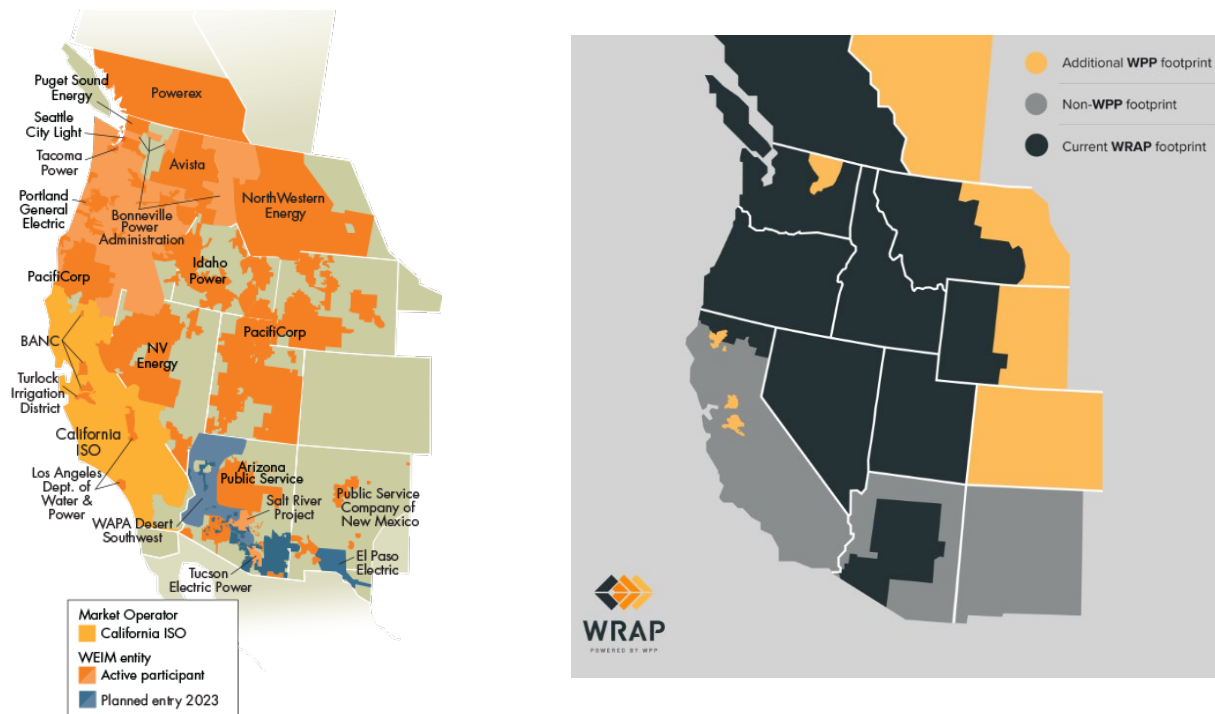 Puget Sound
Energy
Powerex
Seattle
City Light
Tacoma
Power
Avista
Portland
General
Electric
NorthWestern
Energy
Bonneville
Power
Administration
PacifiCorp
Idaho
Power
BANC
NV
Energy
PacifiCorp
Turlock
Irrigation
District
California
ISO
Los Angeles
Dept. of
Water &
Power
Arizona
Public Service
Salt River
Project
Public Service
Company of
New Mexico
WAPA Desert
Southwest
Tucson
Electric Power
El Paso
Electric
Market Operator
California ISO
WEIM entity
Active participant
Planned entry 2023
Additional WPP footprint
Non-WPP footprint
Current WRAP footprint
WRAP
POWERED BY WPP